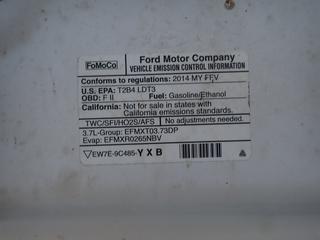 FoMoCo
Ford Motor Company
VEHICLE EMISSION CONTROL INFORMATION
Conforms to regulations: 2014 MY FFV
U.S. EPA: T2B4 LDT3
OBD: F II Fuel: Gasoline/Ethanol
California: Not for sale in states with
California emissions standards.
TWC/SFI/HO2S/AFS
No adjustments needed.
3.7L-Group: EFMXT03.73DP
Evap: EFMXR0265NBV
EW7E-9C485-YXB